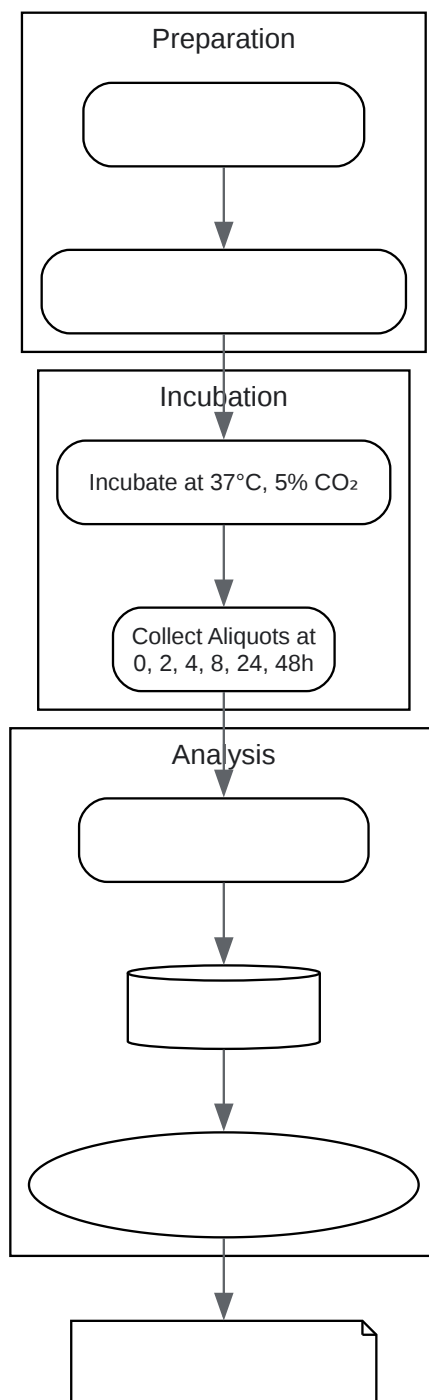 Preparation
Incubation
Incubate at 37°C, 5% CO₂
Collect Aliquots at
0, 2, 4, 8, 24, 48h
Analysis